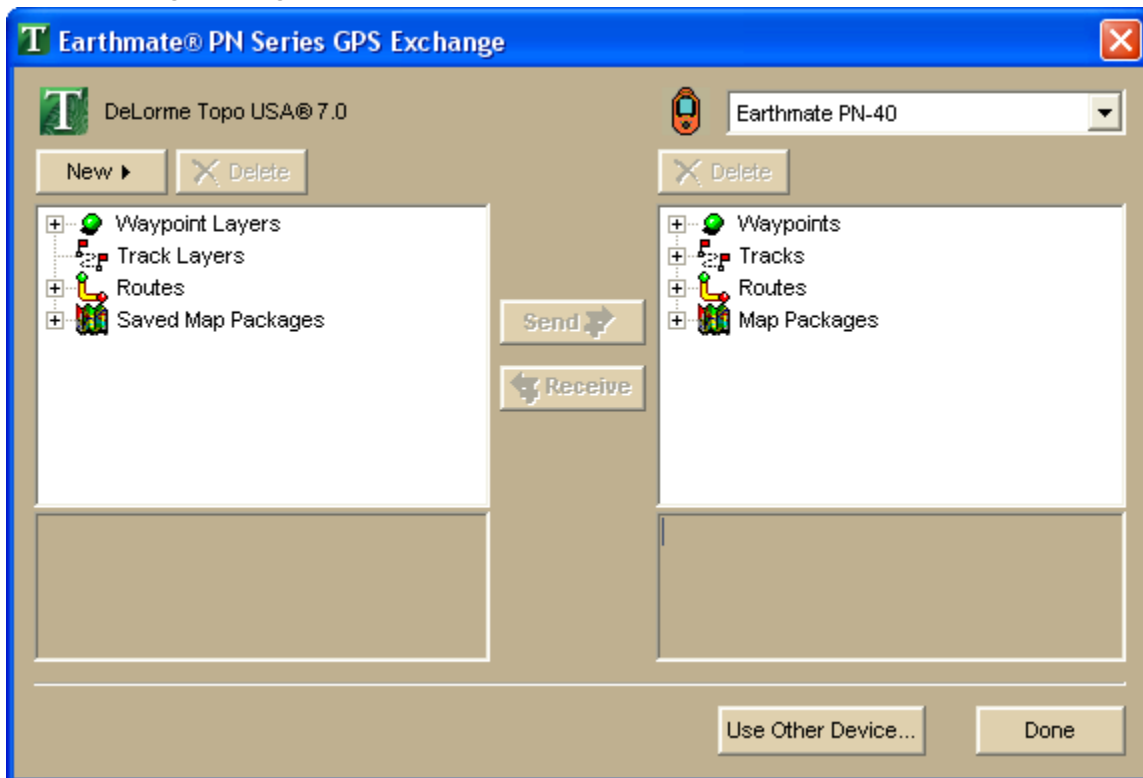 Earthmate® PN Series GPS Exchange
DeLorme Topo USA® 7.0
Earthmate PN-40
New
Delete
Delete
Waypoint Layers
Track Layers
Routes
Saved Map Packages
Send
Receive
Waypoints
Tracks
Routes
Map Packages
Use Other Device...
Done